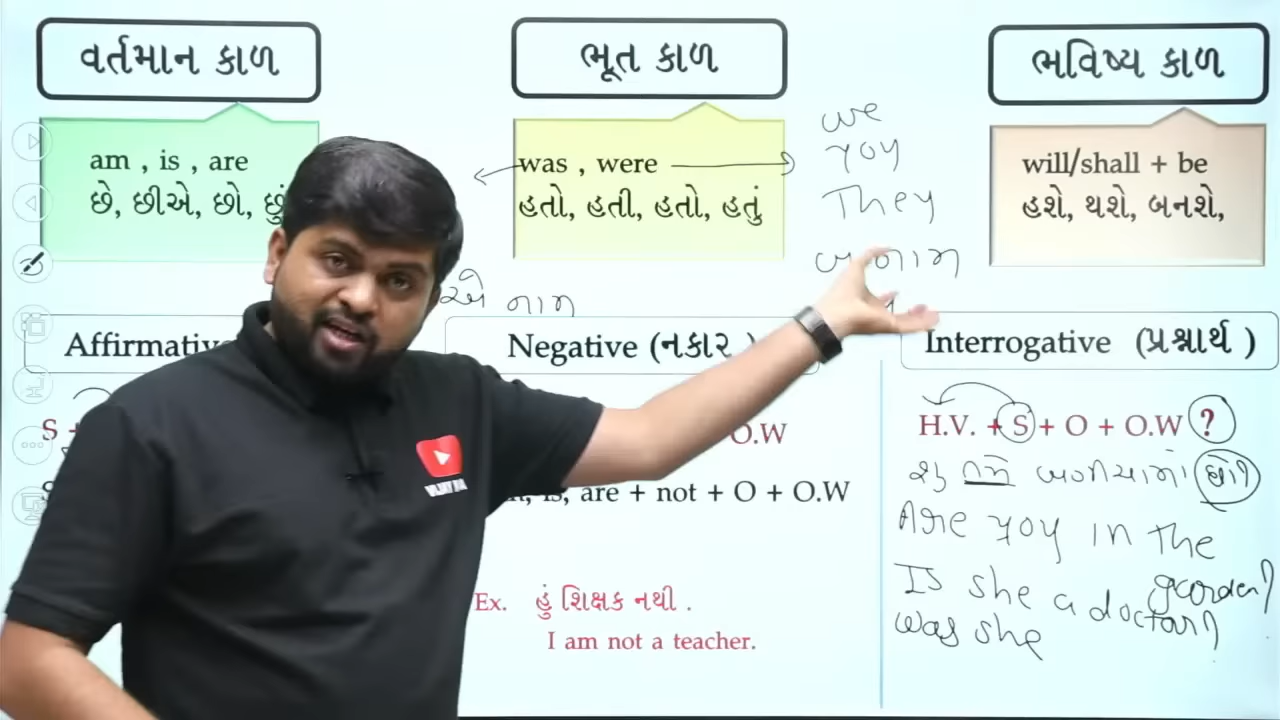 વર્તમાન કાળ
ભૂત કાળ
ભવિષ્ય કાળ
am , is , are
છે, છીએ, છો, છું
was , were
હતો, હતી, હતો, હતું
we
you
They
will/shall + be
હશે, થશે, બનશે,
એ નામ
નામ
Affirmative
Negative (નકાર )
Interrogative (પ્રશ્નાર્થ )
S +
O.W
is, are + not + O + O.W
H.V. + S + O + O.W ?
શું તમે બગીચામાં છો?
Are you in the garden?
Is she a doctor?
was she
Ex. હું શિક્ષક નથી .
I am not a teacher.